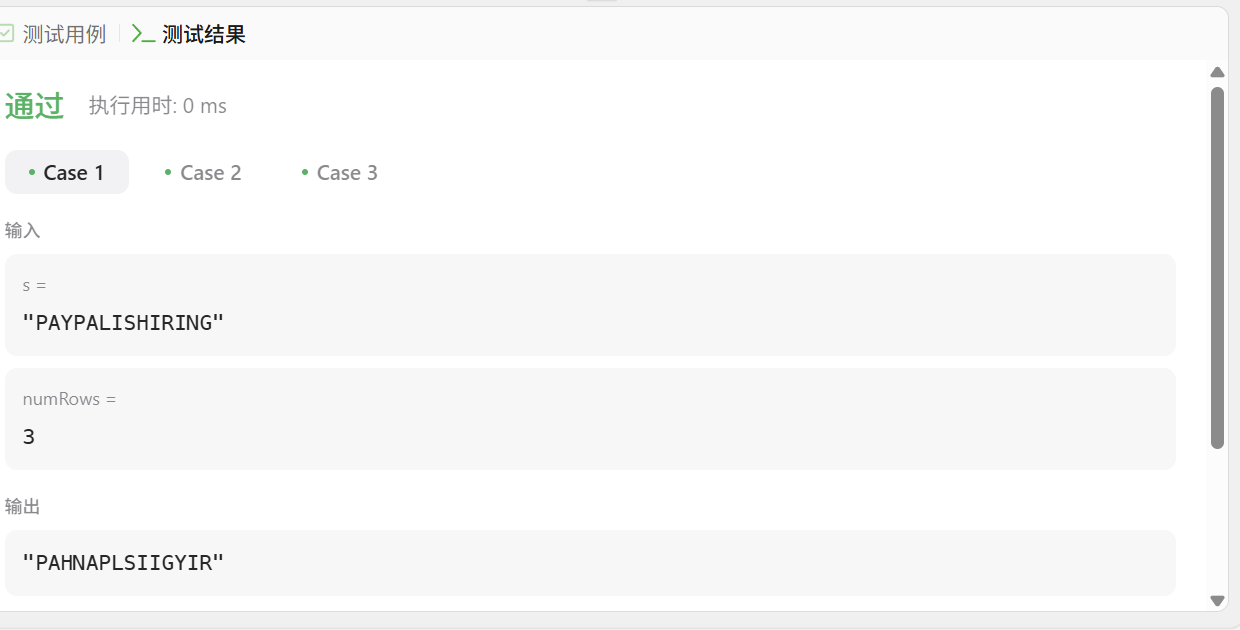 测试用例 测试结果
通过 执行用时: 0 ms
Case 1 Case 2 Case 3
输入
s =
"PAYPALISHIRING"
numRows =
3
输出
"PAHNAPLSIIGYIR"